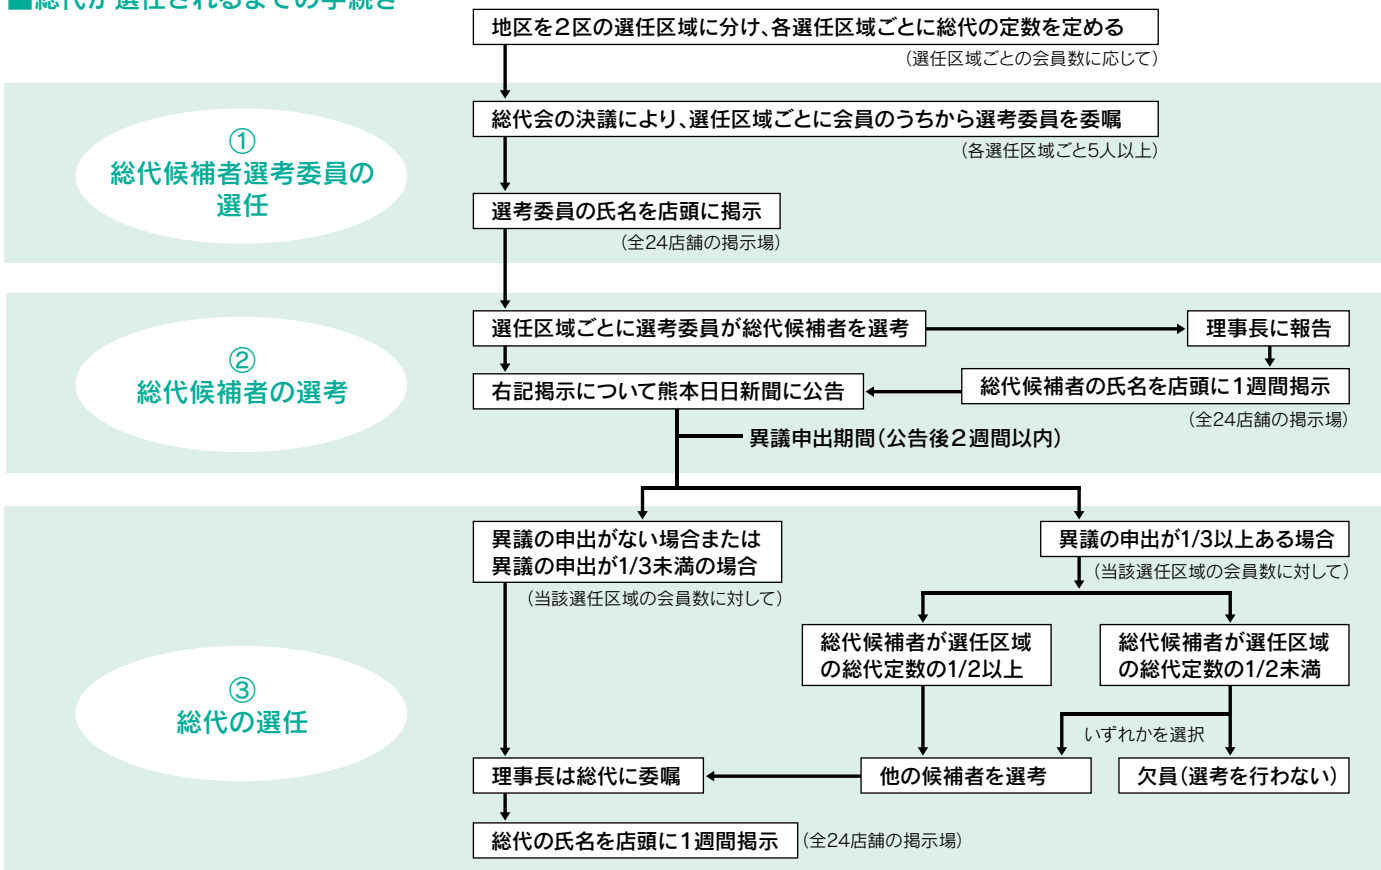 ■総代が選任されるまでの手続き
地区を2区の選任区域に分け、各選任区域ごとに総代の定数を定める
（選任区域ごとの会員数に応じて）
①
総代候補者選考委員の
選任
総代会の決議により、選任区域ごとに会員のうちから選考委員を委嘱
（各選任区域ごと5人以上）
選考委員の氏名を店頭に掲示
（全24店舗の掲示場）
②
総代候補者の選考
選任区域ごとに選考委員が総代候補者を選考
理事長に報告
右記掲示について熊本日日新聞に公告
総代候補者の氏名を店頭に1週間掲示
（全24店舗の掲示場）
異議申出期間（公告後2週間以内）
③
総代の選任
異議の申出がない場合または
異議の申出が1/3未満の場合
（当該選任区域の会員数に対して）
異議の申出が1/3以上ある場合
（当該選任区域の会員数に対して）
総代候補者が選任区域
の総代定数の1/2以上
総代候補者が選任区域
の総代定数の1/2未満
いずれかを選択
理事長は総代に委嘱
他の候補者を選考
欠員（選考を行わない）
総代の氏名を店頭に1週間掲示
（全24店舗の掲示場）